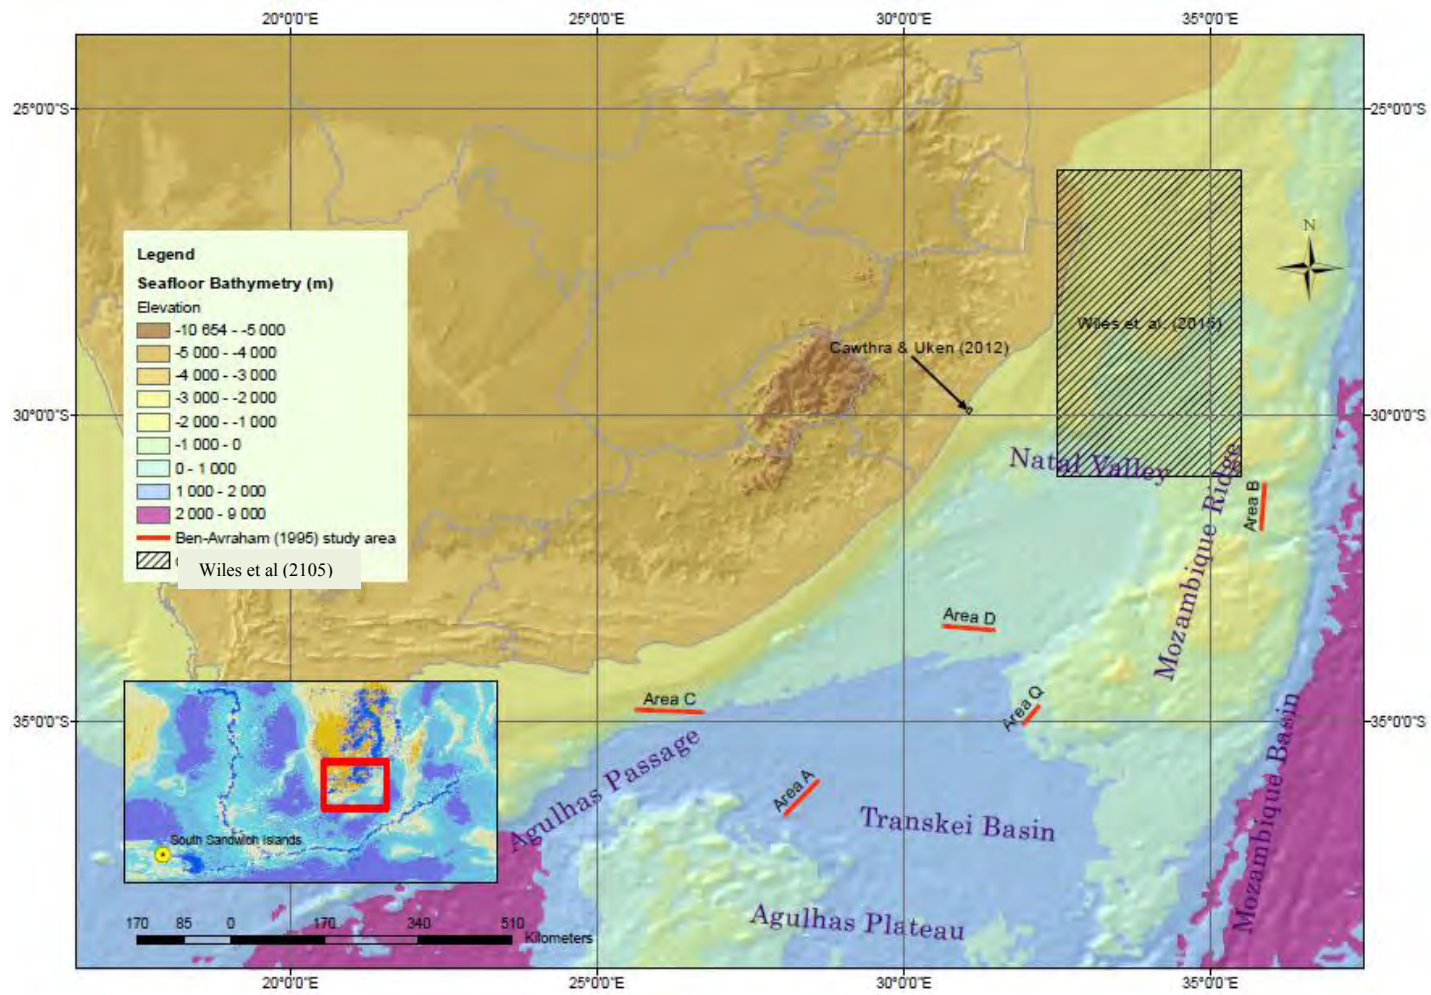 20°0'0"E 25°0'0"E 30°0'0"E 35°0'0"E
25°0'0"S 25°0'0"S
N
Legend
Seafloor Bathymetry (m)
Elevation
-10 654 - -5 000
-5 000 - -4 000
-4 000 - -3 000
-3 000 - -2 000
-2 000 - -1 000
-1 000 - 0
0 - 1 000
1 000 - 2 000
2 000 - 9 000
Ben-Avraham (1995) study area
Wiles et al (2105)
Wiles et. al. (2015)
Cawthra & Uken (2012)
30°0'0"S 30°0'0"S
Natal Valley
Mozambique Ridge
Area B
Area D
Area C
Area Q
35°0'0"S 35°0'0"S
Agulhas Passage
Area A
Transkei Basin
Mozambique Basin
Agulhas Plateau
South Sandwich Islands
170 85 0 170 340 510
Kilometers
20°0'0"E 25°0'0"E 30°0'0"E 35°0'0"E